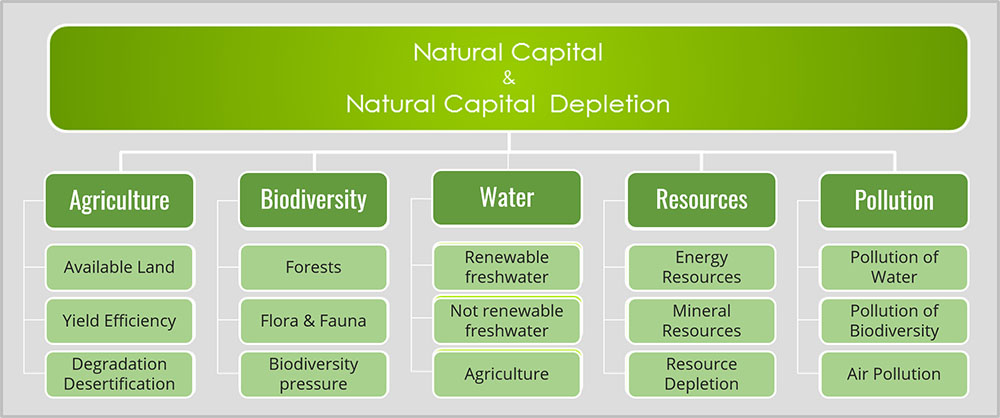 Natural Capital
&
Natural Capital Depletion
Agriculture
Available Land
Yield Efficiency
Degradation
Desertification
Biodiversity
Forests
Flora & Fauna
Biodiversity
pressure
Water
Renewable
freshwater
Not renewable
freshwater
Agriculture
Resources
Energy
Resources
Mineral
Resources
Resource
Depletion
Pollution
Pollution of
Water
Pollution of
Biodiversity
Air Pollution